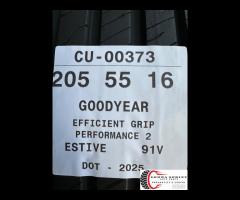 CU-00373
205 55 16
GOODYEAR
EFFICIENT GRIP
PERFORMANCE 2
ESTIVE 91V
DOT - 2025